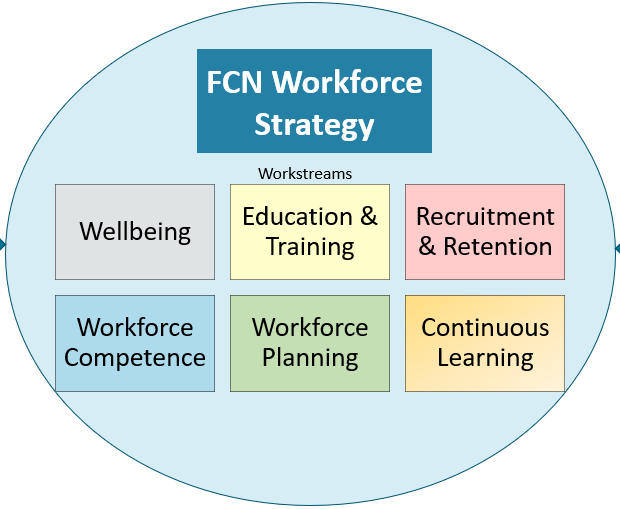 FCN Workforce
Strategy
Workstreams
Wellbeing
Education &
Training
Recruitment
& Retention
Workforce
Competence
Workforce
Planning
Continuous
Learning